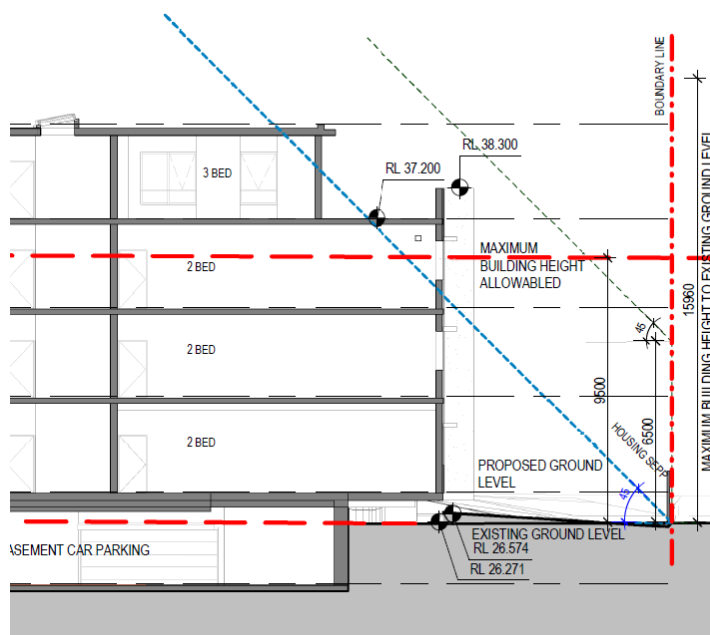 BOUNDARY LINE
RL 38.300
RL 37.200
3 BED
MAXIMUM
BUILDING HEIGHT
ALLOWABLED
2 BED
15960
MAXIMUM BUILDING HEIGHT TO EXISTING GROUND LEVEL
45
2 BED
9500
6500
HOUSING SEPP
2 BED
PROPOSED GROUND
LEVEL
45
EXISTING GROUND LEVEL
RL 26.574
RL 26.271
ASEMENT CAR PARKING